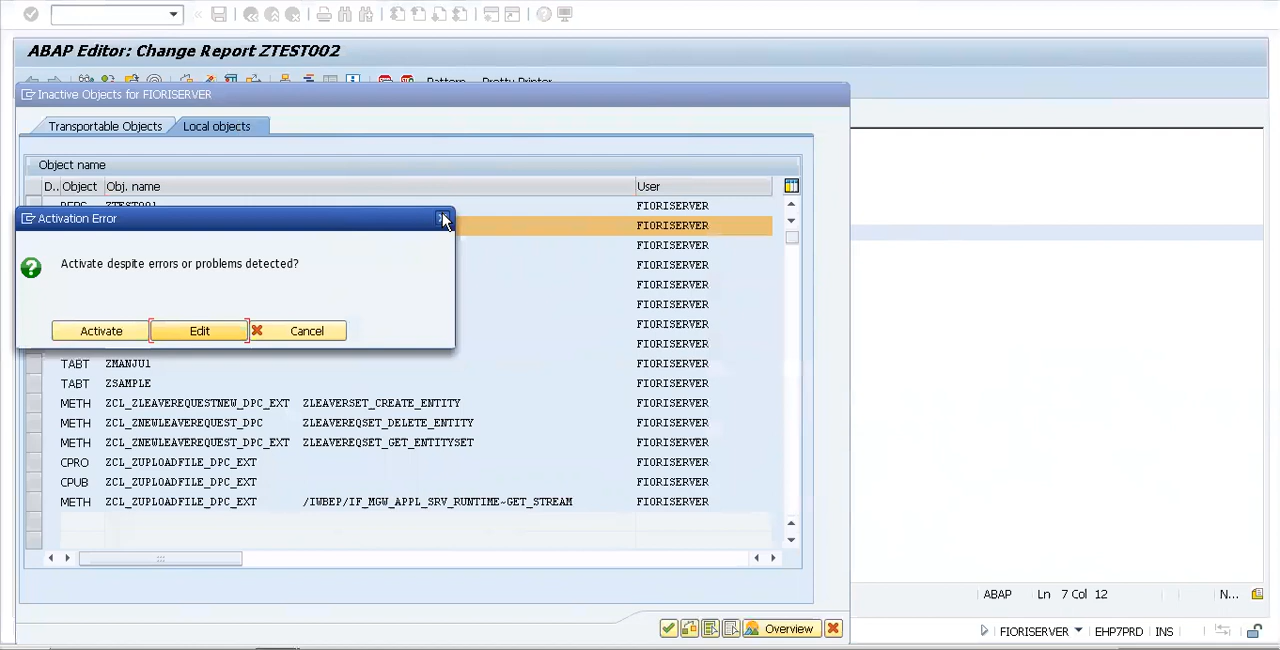 ABAP Editor: Change Report ZTEST002
Inactive Objects for FIORISERVER
Transportable Objects Local objects
Object name
D.. Object Obj. name User
ZTEST001 FIORISERVER
Activation Error
FIORISERVER
FIORISERVER
Activate despite errors or problems detected?
FIORISERVER
FIORISERVER
FIORISERVER
FIORISERVER
Activate Edit Cancel
FIORISERVER
TABT ZMANJU1 FIORISERVER
TABT ZSAMPLE FIORISERVER
METH ZCL_ZLEAVEREQUESTNEW_DPC_EXT ZLEAVERSET_CREATE_ENTITY FIORISERVER
METH ZCL_ZNEWLEAVEREQUEST_DPC ZLEAVEREQSET_DELETE_ENTITY FIORISERVER
METH ZCL_ZNEWLEAVEREQUEST_DPC_EXT ZLEAVEREQSET_GET_ENTITYSET FIORISERVER
CPRO ZCL_ZUPLOADFILE_DPC_EXT FIORISERVER
CPUB ZCL_ZUPLOADFILE_DPC_EXT FIORISERVER
METH ZCL_ZUPLOADFILE_DPC_EXT /IWBEP/IF_MGW_APPL_SRV_RUNTIME~GET_STREAM FIORISERVER
ABAP Ln 7 Col 12 N...
Overview
FIORISERVER EHP7PRD INS